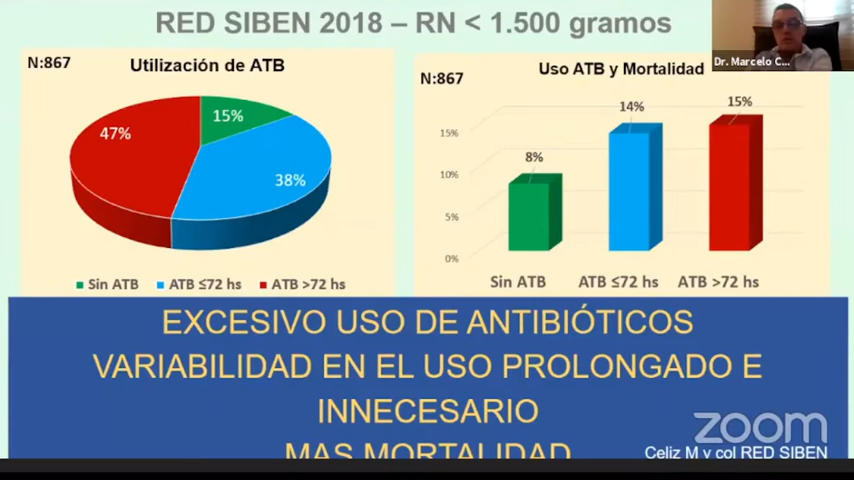 RED SIBEN 2018 – RN < 1.500 gramos
Dr. Marcelo C...
N:867
Utilización de ATB
15%
47%
38%
Sin ATB
ATB ≤72 hs
ATB >72 hs
N:867
Uso ATB y Mortalidad
15%
10%
5%
0%
8%
14%
15%
Sin ATB
ATB ≤72 hs
ATB >72 hs
EXCESIVO USO DE ANTIBIÓTICOS
VARIABILIDAD EN EL USO PROLONGADO E
INNECESARIO
MAS MORTALIDAD
zoom
Celiz M y col RED SIBEN